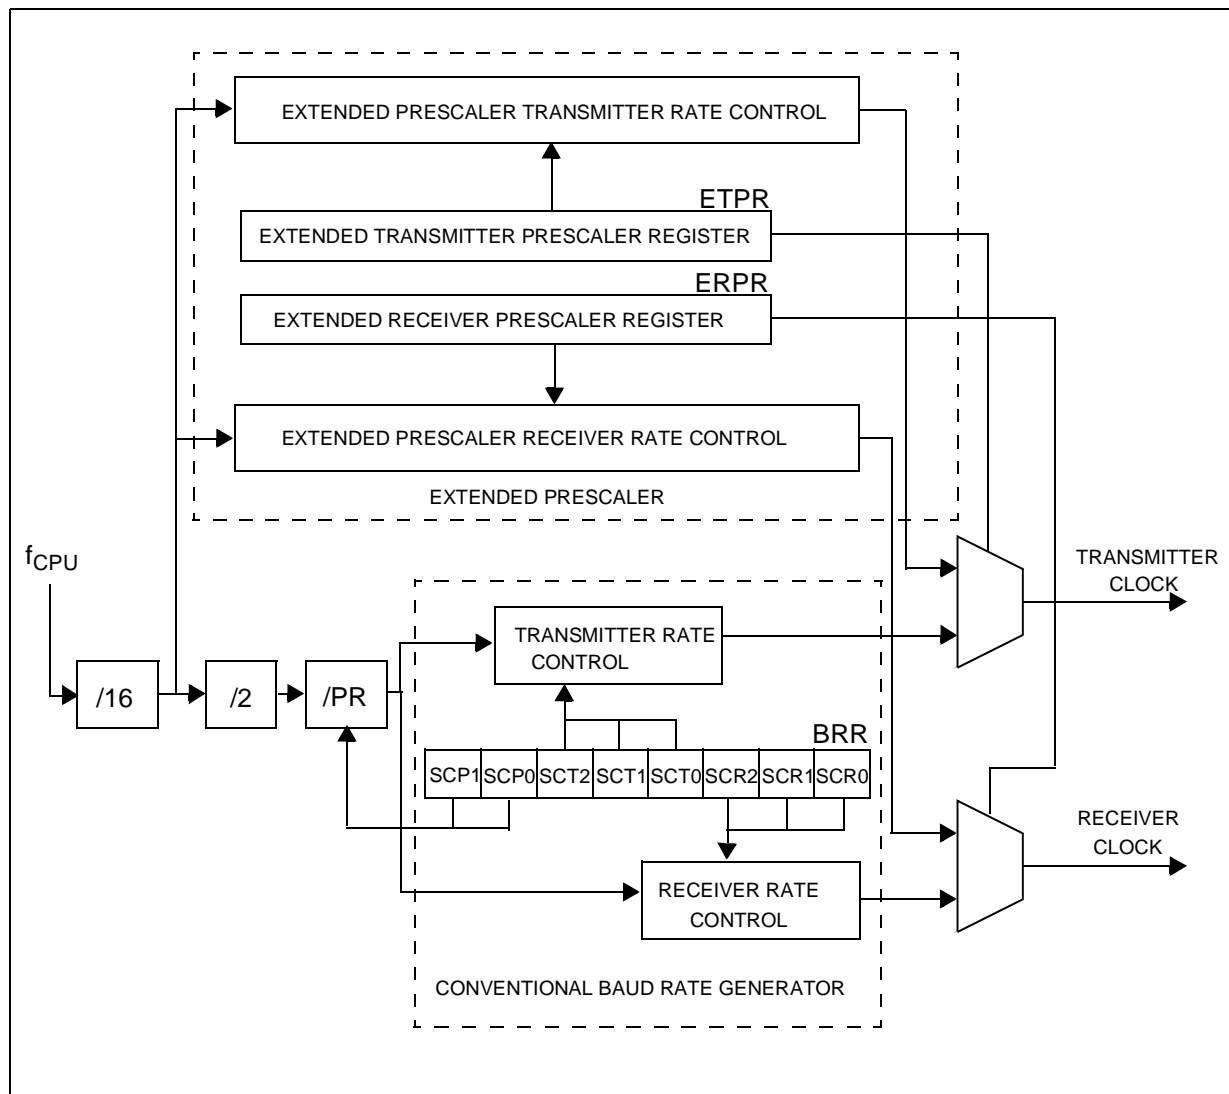 EXTENDED PRESCALER TRANSMITTER RATE CONTROL
ETPR
EXTENDED TRANSMITTER PRESCALER REGISTER
ERPR
EXTENDED RECEIVER PRESCALER REGISTER
EXTENDED PRESCALER RECEIVER RATE CONTROL
EXTENDED PRESCALER
fCPU
TRANSMITTER
CLOCK
TRANSMITTER RATE
CONTROL
/16
/2
/PR
BRR
SCP1 SCP0 SCT2 SCT1 SCT0 SCR2 SCR1 SCR0
RECEIVER
CLOCK
RECEIVER RATE
CONTROL
CONVENTIONAL BAUD RATE GENERATOR